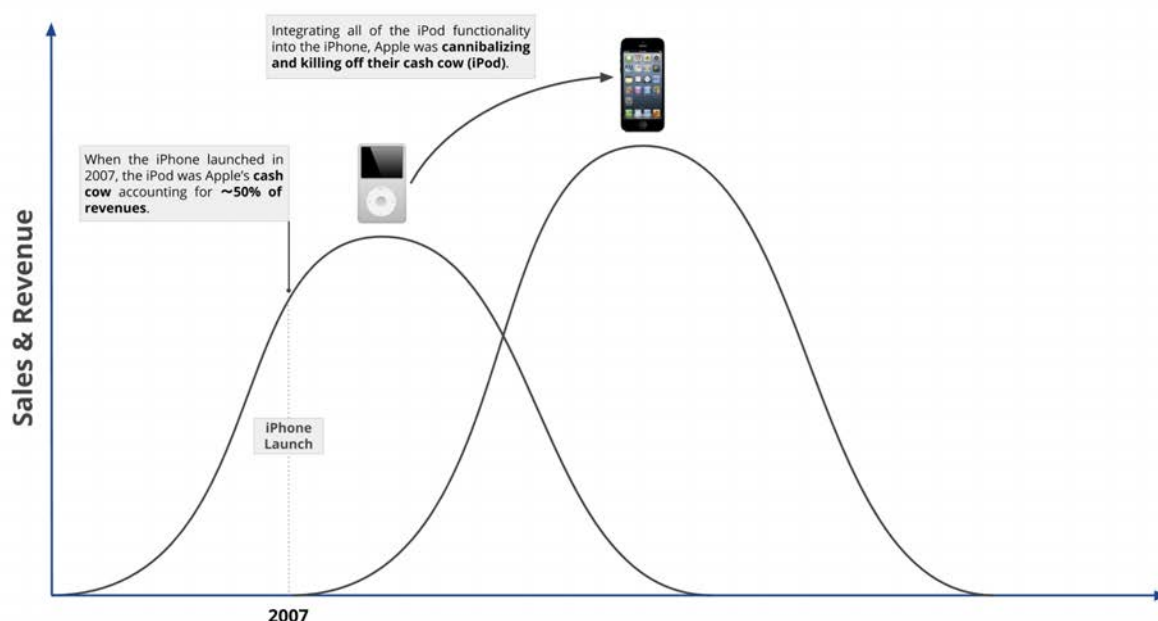 Integrating all of the iPod functionality
into the iPhone, Apple was cannibalizing
and killing off their cash cow (iPod).
When the iPhone launched in
2007, the iPod was Apple's cash
cow accounting for ~50% of
revenues.
Sales & Revenue
iPhone
Launch
2007